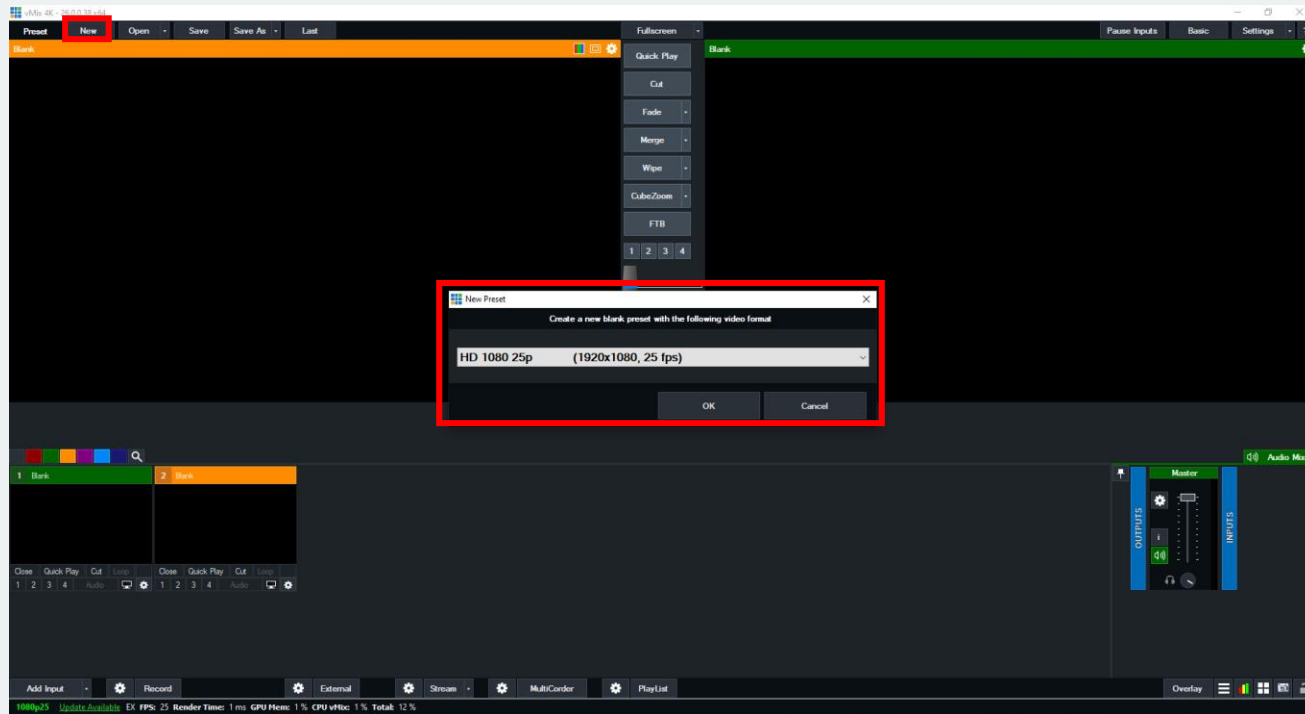 vMix 4K - 26.0.0.38 x64
Preset New Open Save Save As Last Fullscreen Pause Inputs Basic Settings
Blank
Quick Play
Blank
Cut
Fade
Merge
Wipe
CubeZoom
FTB
1 2 3 4
New Preset
Create a new blank preset with the following video format
HD 1080 25p (1920x1080, 25 fps)
OK Cancel
Audio Mix
1 Blank 2 Blank Master
OUTPUTS INPUTS
i
Close Quick Play Cut Loop Close Quick Play Cut Loop
1 2 3 4 Audio 1 2 3 4 Audio
Add Input Record External Stream MultiCorder PlayList Overlay
1080p25 Update Available EX FPS: 25 Render Time: 1 ms GPU Mem: 1 % CPU vMix: 1 % Total: 12 %